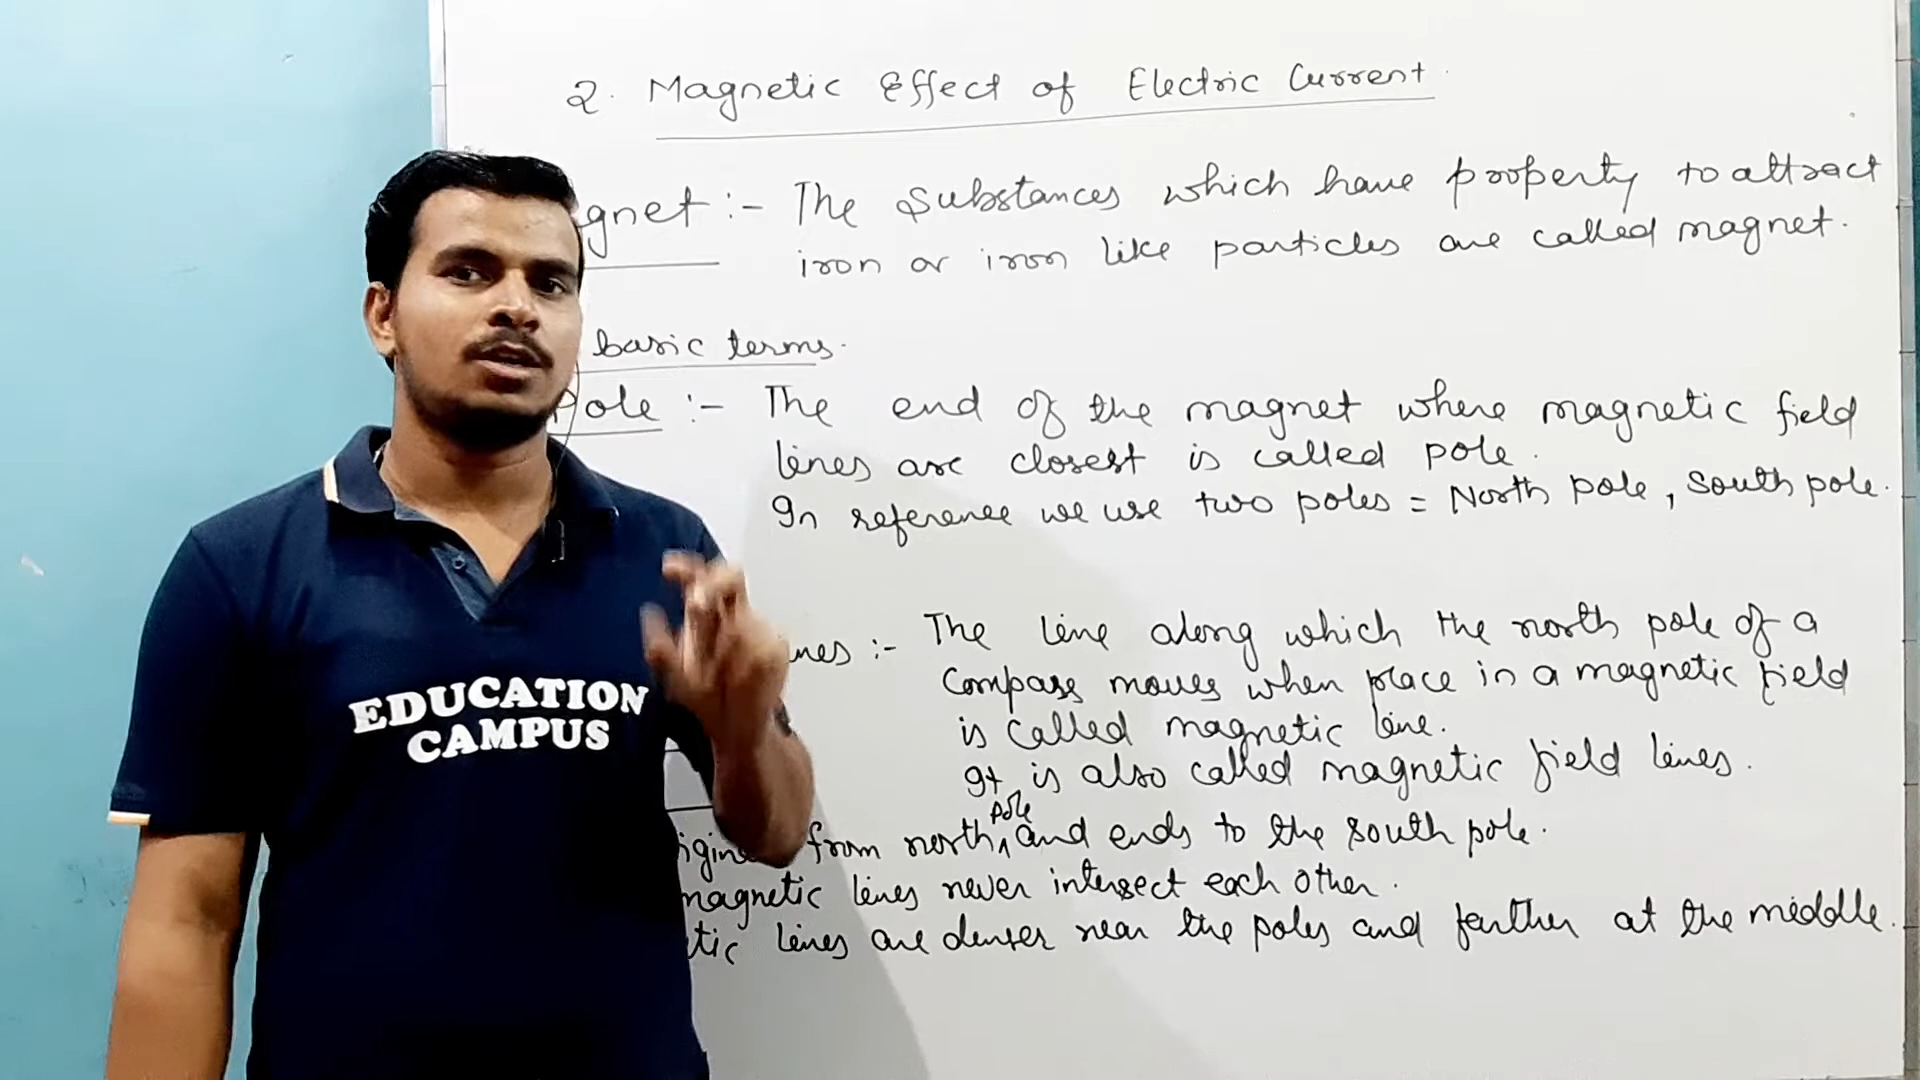 2. Magnetic Effect of Electric Current
gnet :- The Substances which have property to attract
iron or iron like particles are called magnet.
basic terms.
Pole :- The end of the magnet where magnetic field
lines are closest is called pole.
In reference we use two poles = North pole, South pole.
ines :- The line along which the north pole of a
Compass moves when place in a magnetic field
is called magnetic line.
It is also called magnetic field lines.
pole
igin from north and ends to the south pole.
magnetic lines never intersect each other.
tic lines are denser near the poles and farther at the middle.
EDUCATION
CAMPUS